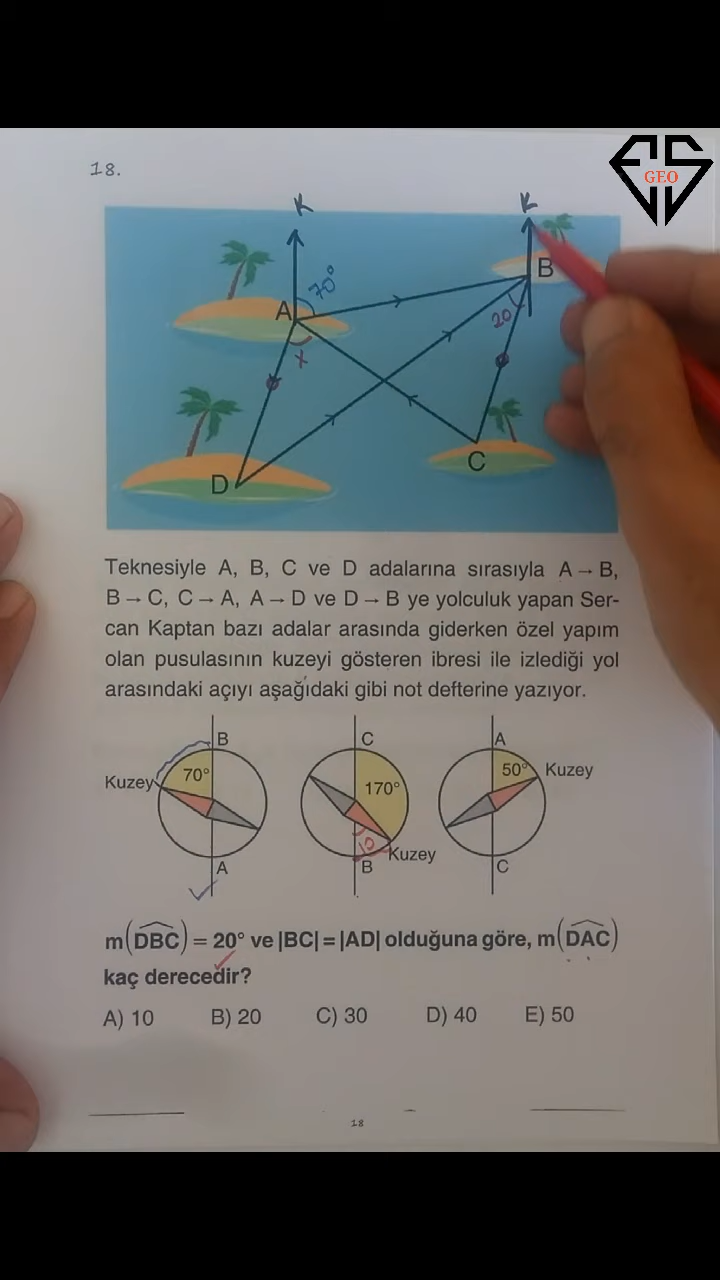 GEO
18.
K
K
A
70°
B
20
x
D
C
Teknesiyle A, B, C ve D adalarına sırasıyla A → B,
B → C, C → A, A → D ve D → B ye yolculuk yapan Ser-
can Kaptan bazı adalar arasında giderken özel yapım
olan pusulasının kuzeyi gösteren ibresi ile izlediği yol
arasındaki açıyı aşağıdaki gibi not defterine yazıyor.
B
C
A
Kuzey
70°
170°
50°
Kuzey
10
Kuzey
A
B
C
m(DBC) = 20° ve |BC| = |AD| olduğuna göre, m(DAC)
kaç derecedir?
A) 10 B) 20 C) 30 D) 40 E) 50
18